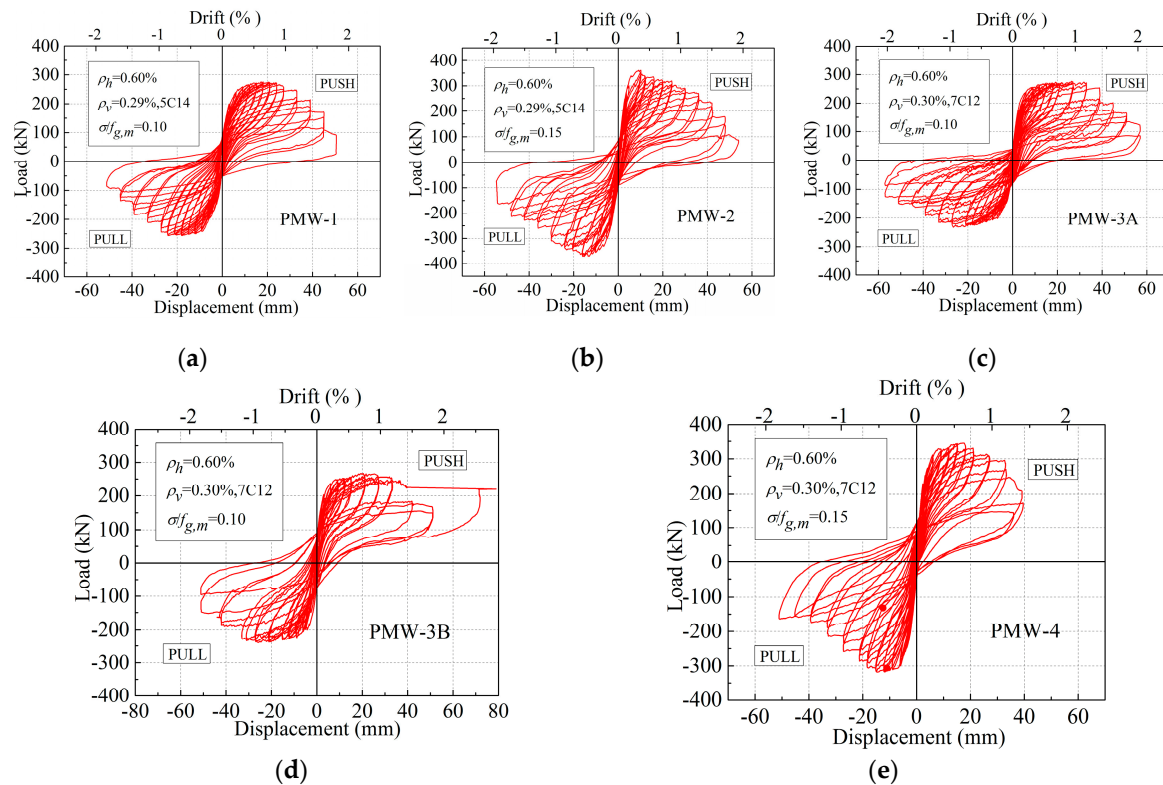 Drift (%)
-2 -1 0 1 2
400
300
200
100
0
-100
-200
-300
-400
Load (kN)
ρh=0.60%
ρv=0.29%,5C14
σ/fg,m=0.10
PUSH
PULL
PMW-1
-60 -40 -20 0 20 40 60
Displacement (mm)
(a)
Drift (%)
-2 -1 0 1 2
400
300
200
100
0
-100
-200
-300
-400
Load (kN)
ρh=0.60%
ρv=0.29%,5C14
σ/fg,m=0.15
PUSH
PULL
PMW-2
-60 -40 -20 0 20 40 60
Displacement (mm)
(b)
Drift (%)
-2 -1 0 1 2
400
300
200
100
0
-100
-200
-300
-400
Load (kN)
ρh=0.60%
ρv=0.30%,7C12
σ/fg,m=0.10
PUSH
PULL
PMW-3A
-60 -40 -20 0 20 40 60
Displacement (mm)
(c)
Drift (%)
-2 -1 0 1 2
400
300
200
100
0
-100
-200
-300
-400
Load (kN)
ρh=0.60%
ρv=0.30%,7C12
σ/fg,m=0.10
PUSH
PULL
PMW-3B
-80 -60 -40 -20 0 20 40 60 80
Displacement (mm)
(d)
Drift (%)
-2 -1 0 1 2
400
300
200
100
0
-100
-200
-300
-400
Load (kN)
ρh=0.60%
ρv=0.30%,7C12
σ/fg,m=0.15
PUSH
PULL
PMW-4
-60 -40 -20 0 20 40 60
Displacement (mm)
(e)